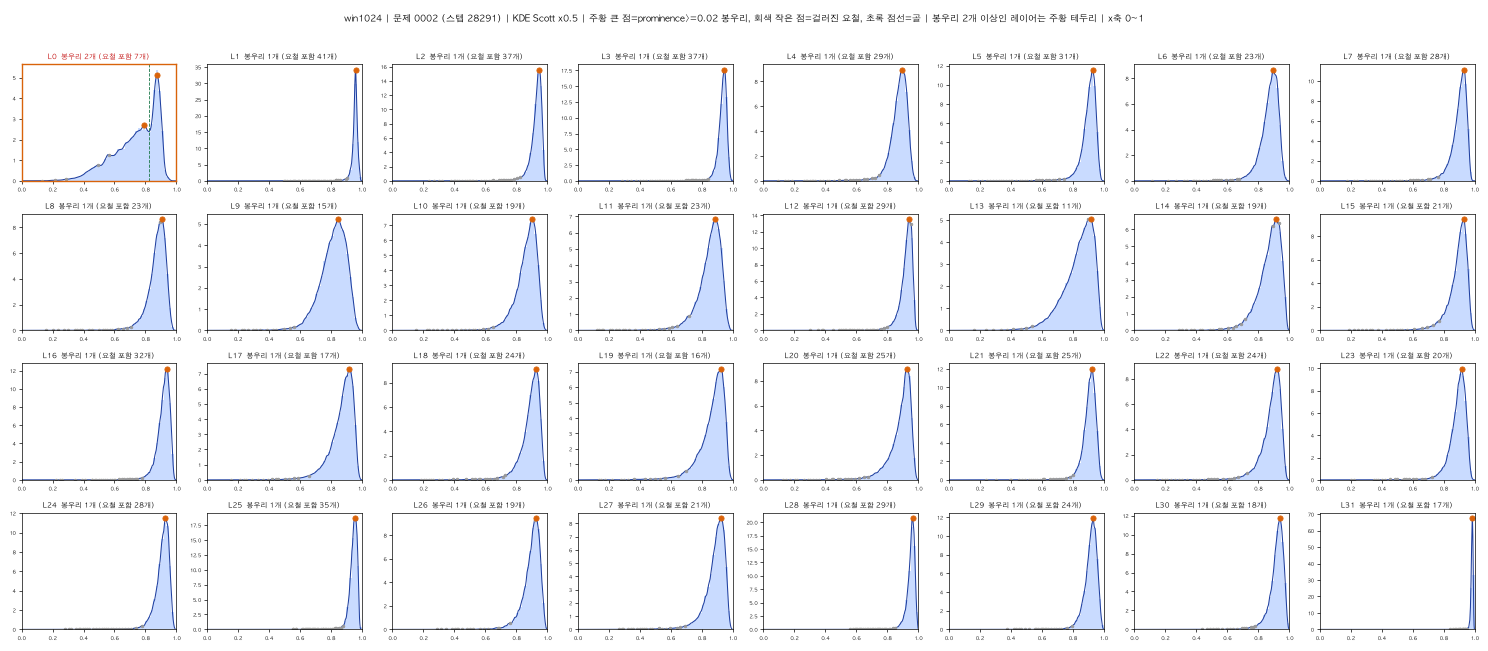 win1024 | 문제 0002 (스텝 28291) | KDE Scott x0.5 | 주황 큰 점=prominence>=0.02 봉우리, 회색 작은 점=걸러진 요철, 초록 점선=골 | 봉우리 2개 이상인 레이어는 주황 테두리 | x축 0~1
L0 봉우리 2개 (요철 포함 7개)
L1 봉우리 1개 (요철 포함 41개)
L2 봉우리 1개 (요철 포함 37개)
L3 봉우리 1개 (요철 포함 37개)
L4 봉우리 1개 (요철 포함 29개)
L5 봉우리 1개 (요철 포함 31개)
L6 봉우리 1개 (요철 포함 23개)
L7 봉우리 1개 (요철 포함 28개)
L8 봉우리 1개 (요철 포함 23개)
L9 봉우리 1개 (요철 포함 15개)
L10 봉우리 1개 (요철 포함 19개)
L11 봉우리 1개 (요철 포함 23개)
L12 봉우리 1개 (요철 포함 29개)
L13 봉우리 1개 (요철 포함 11개)
L14 봉우리 1개 (요철 포함 19개)
L15 봉우리 1개 (요철 포함 21개)
L16 봉우리 1개 (요철 포함 32개)
L17 봉우리 1개 (요철 포함 17개)
L18 봉우리 1개 (요철 포함 24개)
L19 봉우리 1개 (요철 포함 16개)
L20 봉우리 1개 (요철 포함 25개)
L21 봉우리 1개 (요철 포함 25개)
L22 봉우리 1개 (요철 포함 24개)
L23 봉우리 1개 (요철 포함 20개)
L24 봉우리 1개 (요철 포함 28개)
L25 봉우리 1개 (요철 포함 35개)
L26 봉우리 1개 (요철 포함 19개)
L27 봉우리 1개 (요철 포함 21개)
L28 봉우리 1개 (요철 포함 29개)
L29 봉우리 1개 (요철 포함 24개)
L30 봉우리 1개 (요철 포함 18개)
L31 봉우리 1개 (요철 포함 17개)